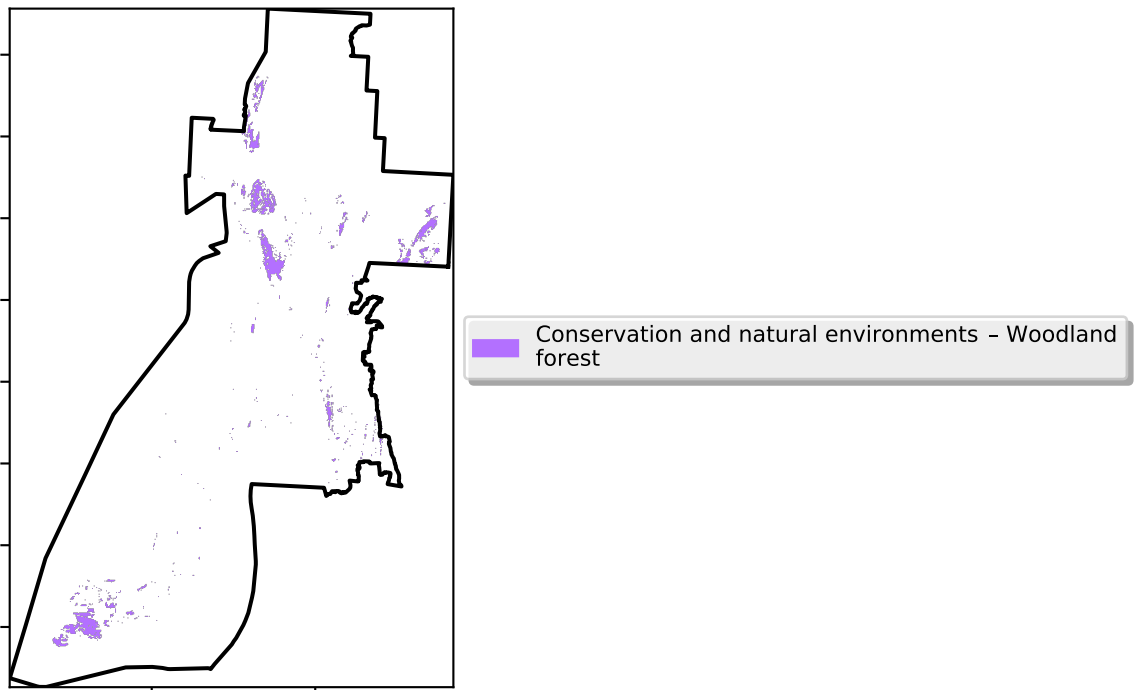 Conservation and natural environments – Woodland
forest